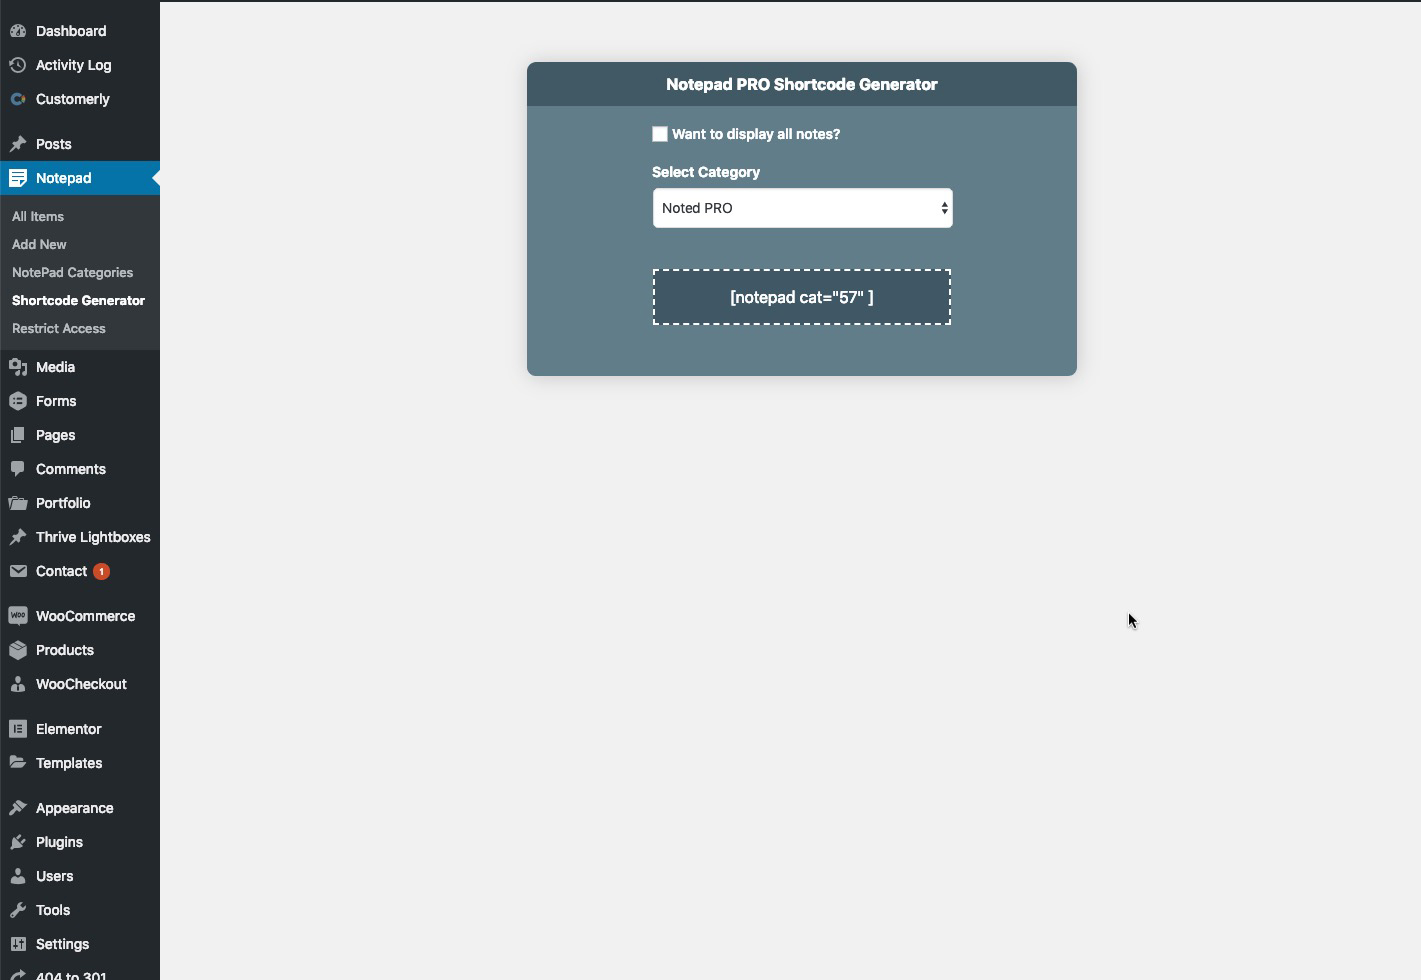 Dashboard
Activity Log
Customerly
Posts
Notepad
All Items
Add New
NotePad Categories
Shortcode Generator
Restrict Access
Media
Forms
Pages
Comments
Portfolio
Thrive Lightboxes
Contact 1
Woo WooCommerce
Products
WooCheckout
Elementor
Templates
Appearance
Plugins
Users
Tools
Settings
404 to 301
Notepad PRO Shortcode Generator
Want to display all notes?
Select Category
Noted PRO
[notepad cat="57" ]